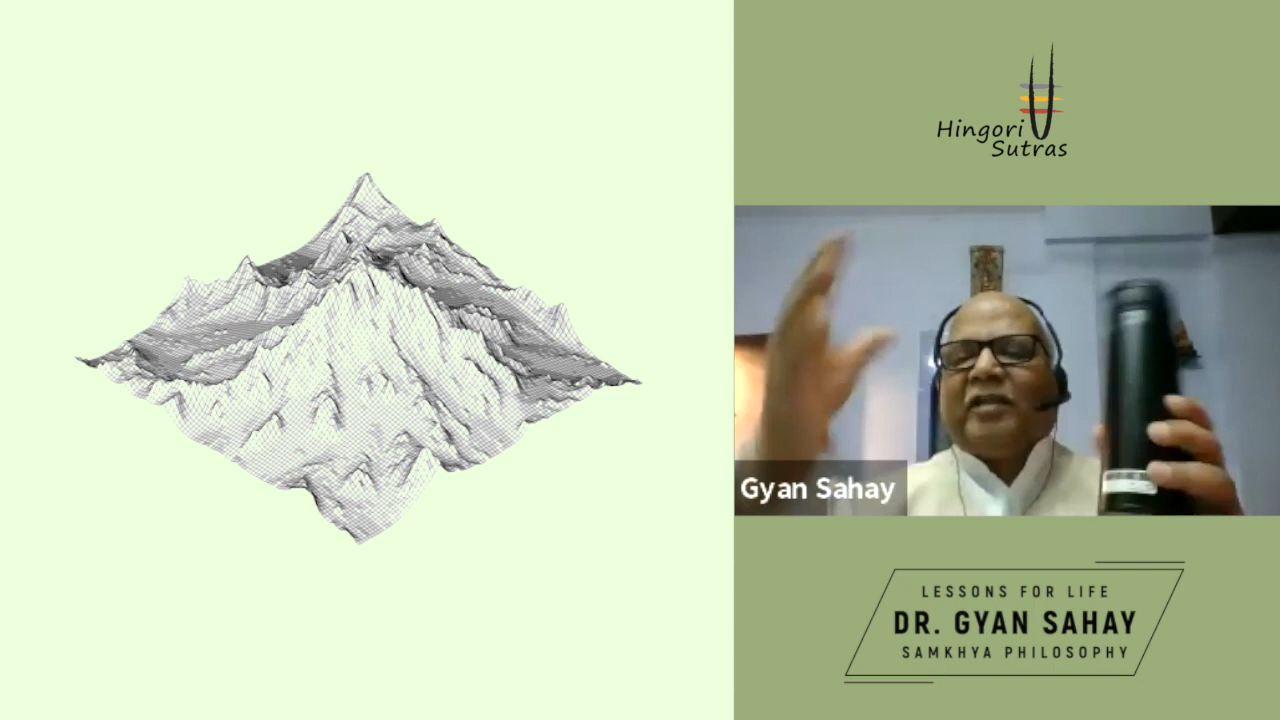 Hingori
Sutras
Gyan Sahay
LESSONS FOR LIFE
DR. GYAN SAHAY
SAMKHYA PHILOSOPHY